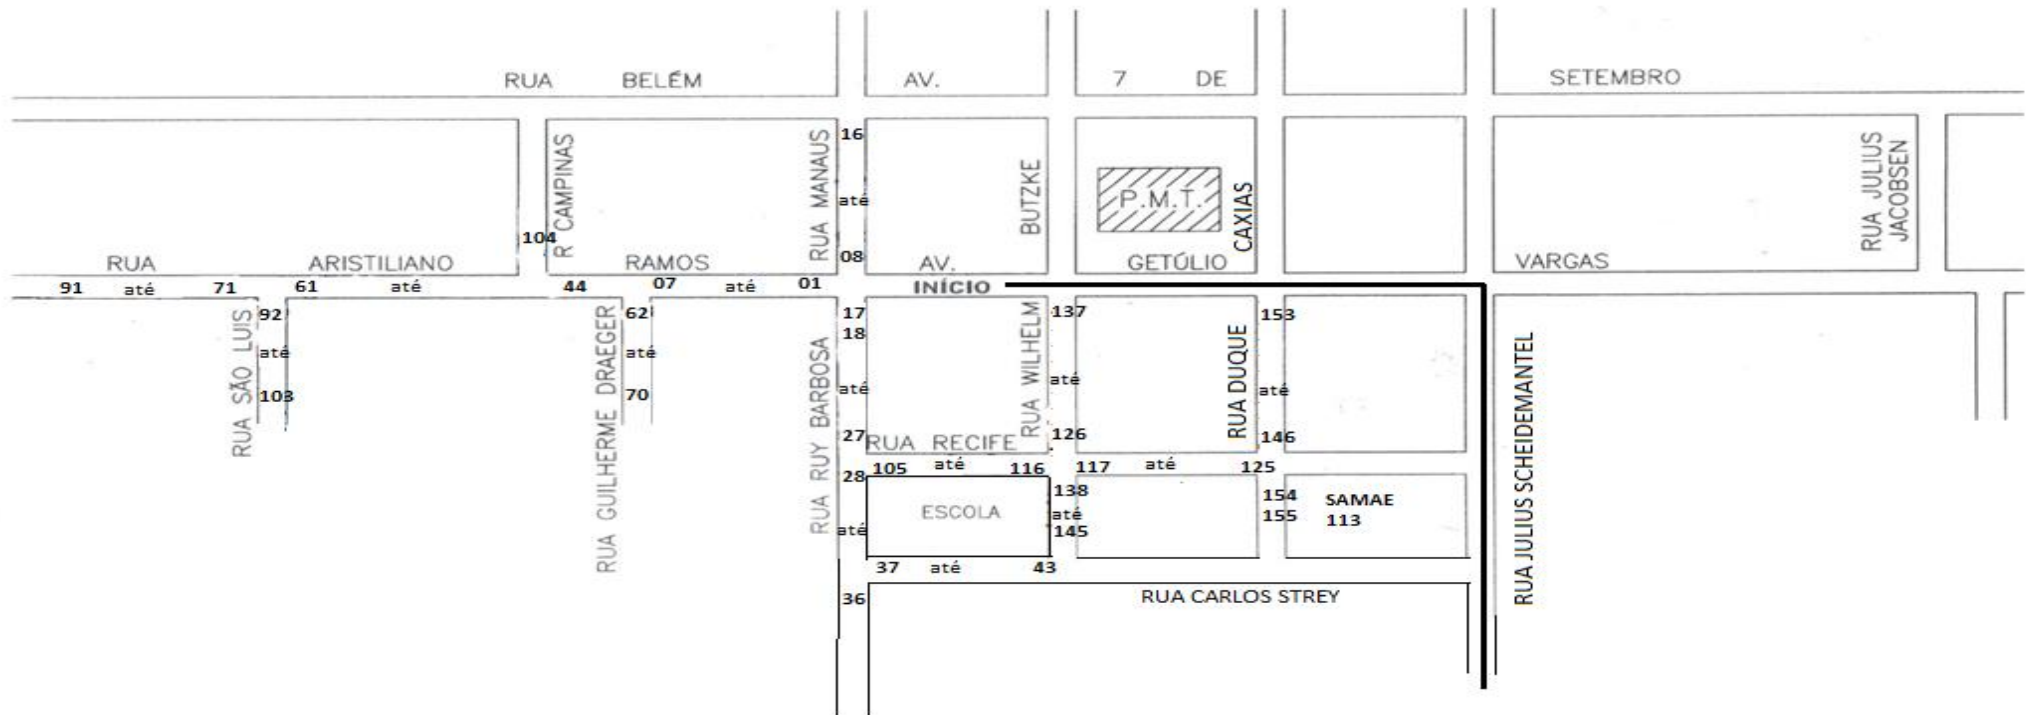 RUA BELÉM AV. 7 DE SETEMBRO
R CAMPINAS
RUA MANAUS
16
até
08
BUTZKE
P.M.T.
CAXIAS
RUA JULIUS
JACOBSEN
104
RUA ARISTILIANO RAMOS AV. GETÚLIO VARGAS
91 até 71 61 até 44 07 até 01 INÍCIO
RUA SÃO LUIS
92
até
103
RUA GUILHERME DRAEGER
62
até
70
RUA RUY BARBOSA
17
18
até
27
28
até
36
RUA WILHELM
137
até
126
RUA DUQUE
153
até
146
RUA JULIUS SCHEIDEMANTEL
RUA RECIFE
105 até 116 117 até 125
ESCOLA
138
até
145
154
155
SAMAE
113
37 até 43
RUA CARLOS STREY